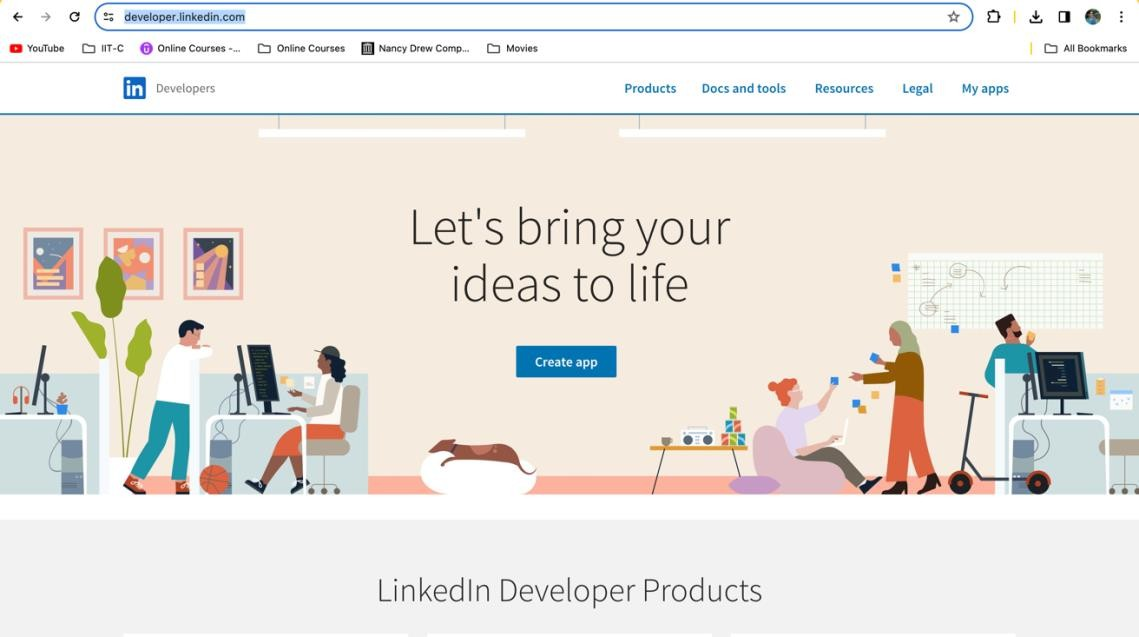 developer.linkedin.com
YouTube IIT-C Online Courses -... Online Courses Nancy Drew Comp... Movies All Bookmarks
in Developers Products Docs and tools Resources Legal My apps
Let's bring your
ideas to life
Create app
LinkedIn Developer Products